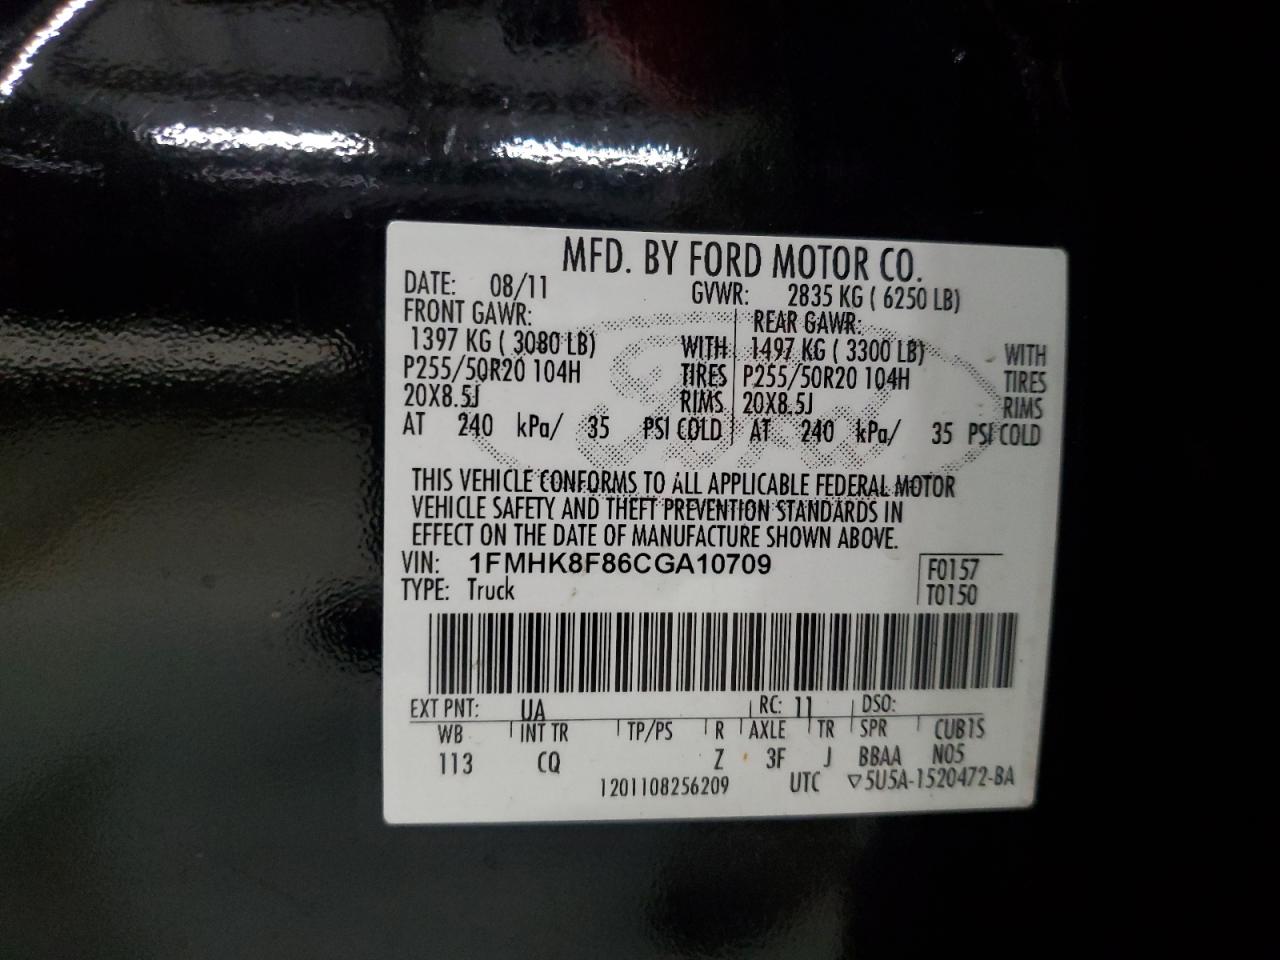 MFD. BY FORD MOTOR CO.
DATE: 08/11 GVWR: 2835 KG ( 6250 LB)
FRONT GAWR: REAR GAWR:
1397 KG ( 3080 LB) WITH 1497 KG ( 3300 LB) WITH
P255/50R20 104H TIRES P255/50R20 104H TIRES
20X8.5J RIMS 20X8.5J RIMS
AT 240 kPa/ 35 PSI COLD AT 240 kPa/ 35 PSI COLD
Ford
THIS VEHICLE CONFORMS TO ALL APPLICABLE FEDERAL MOTOR
VEHICLE SAFETY AND THEFT PREVENTION STANDARDS IN
EFFECT ON THE DATE OF MANUFACTURE SHOWN ABOVE.
VIN: 1FMHK8F86CGA10709 F0157
TYPE: Truck T0150
EXT PNT: UA RC: 11 DSO:
WB INT TR TP/PS R AXLE TR SPR CUB1S
113 CQ Z 3F J BBAA N05
1201108256209 UTC ▽5U5A-1520472-BA